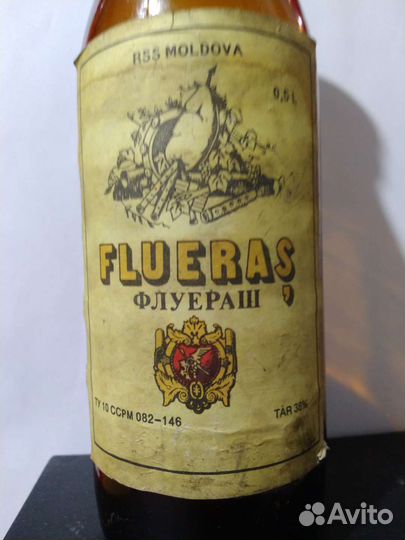 RSS MOLDOVA
0,5 L
FLUERAȘ
ФЛУЕРАШ
ТУ 10 ССРМ 082-146
TĂR 38%
Avito